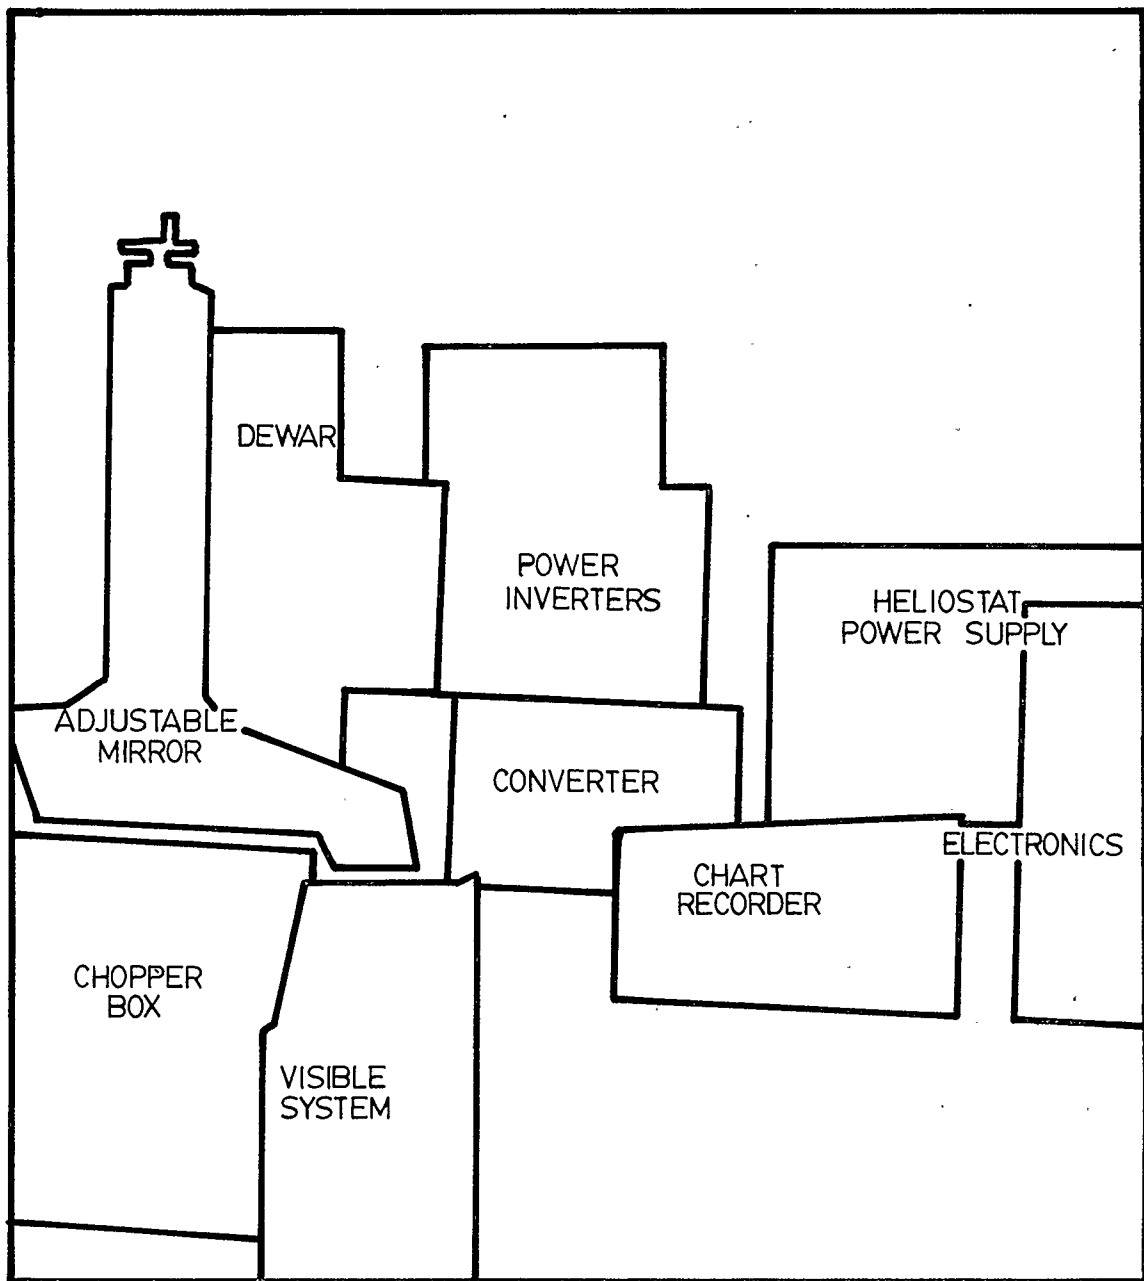 DEWAR
POWER
INVERTERS
HELIOSTAT
POWER SUPPLY
ADJUSTABLE
MIRROR
CONVERTER
ELECTRONICS
CHART
RECORDER
CHOPPER
BOX
VISIBLE
SYSTEM